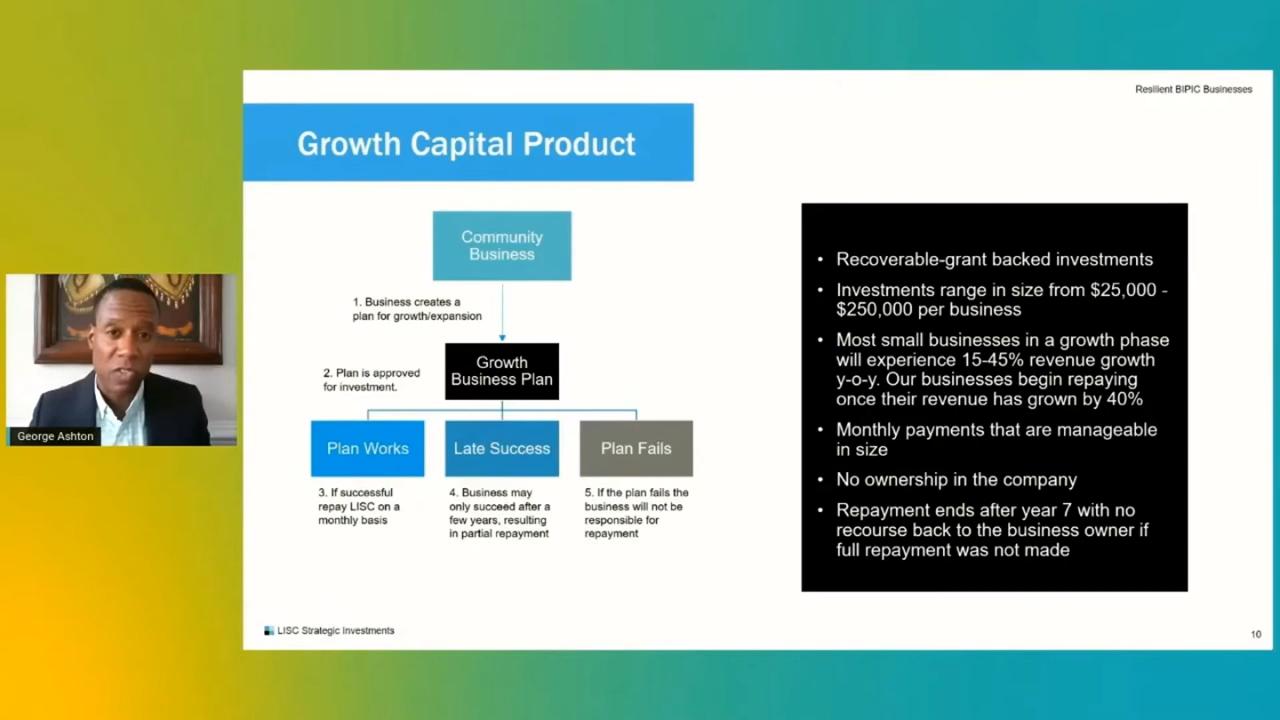 Resilient BIPIC Businesses
Growth Capital Product
Community
Business
1. Business creates a
plan for growth/expansion
Growth
Business Plan
2. Plan is approved
for investment.
Plan Works
Late Success
Plan Fails
3. If successful
repay LISC on a
monthly basis
4. Business may
only succeed after a
few years, resulting
in partial repayment
5. If the plan fails the
business will not be
responsible for
repayment
• Recoverable-grant backed investments
• Investments range in size from $25,000 -
$250,000 per business
• Most small businesses in a growth phase
will experience 15-45% revenue growth
y-o-y. Our businesses begin repaying
once their revenue has grown by 40%
• Monthly payments that are manageable
in size
• No ownership in the company
• Repayment ends after year 7 with no
recourse back to the business owner if
full repayment was not made
George Ashton
LISC Strategic Investments
10